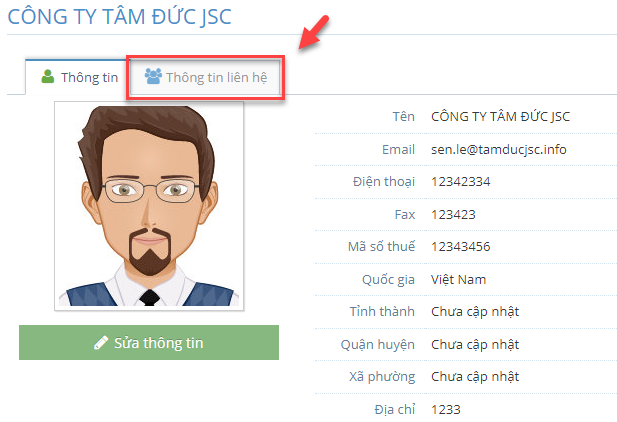 CÔNG TY TÂM ĐỨC JSC
Thông tin
Thông tin liên hệ
Tên CÔNG TY TÂM ĐỨC JSC
Email sen.le@tamducjsc.info
Điện thoại 12342334
Fax 123423
Mã số thuế 12343456
Quốc gia Việt Nam
Tỉnh thành Chưa cập nhật
Quận huyện Chưa cập nhật
Xã phường Chưa cập nhật
Địa chỉ 1233
Sửa thông tin